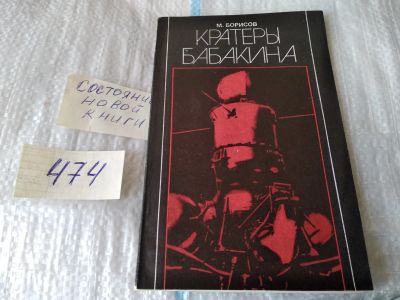 М. БОРИСОВ
КРАТЕРЫ
БАБАКИНА
Состояние
новой
книги
474